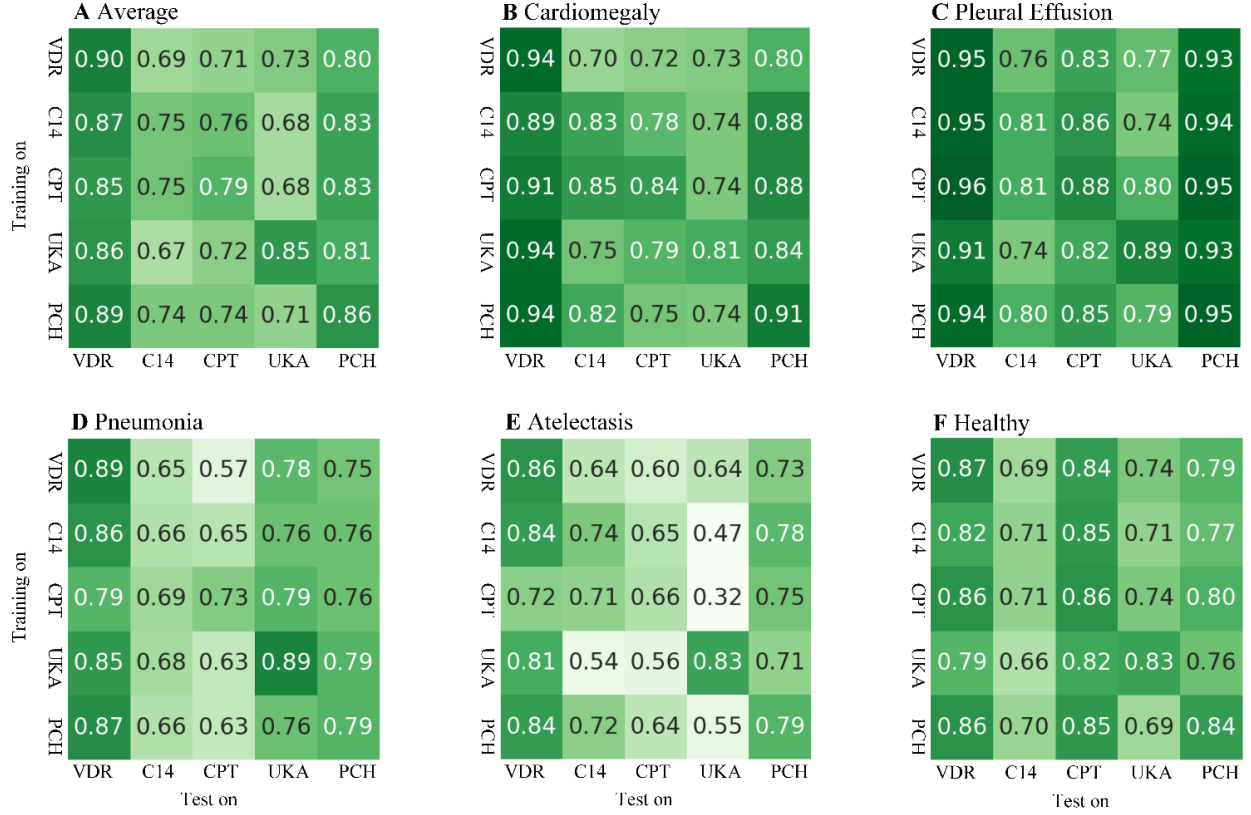 A Average
B Cardiomegaly
C Pleural Effusion
VDR 0.90 0.69 0.71 0.73 0.80
VDR 0.94 0.70 0.72 0.73 0.80
VDR 0.95 0.76 0.83 0.77 0.93
C14 0.87 0.75 0.76 0.68 0.83
C14 0.89 0.83 0.78 0.74 0.88
C14 0.95 0.81 0.86 0.74 0.94
Training on
CPT 0.85 0.75 0.79 0.68 0.83
CPT 0.91 0.85 0.84 0.74 0.88
CPT 0.96 0.81 0.88 0.80 0.95
UKA 0.86 0.67 0.72 0.85 0.81
UKA 0.94 0.75 0.79 0.81 0.84
UKA 0.91 0.74 0.82 0.89 0.93
PCH 0.89 0.74 0.74 0.71 0.86
PCH 0.94 0.82 0.75 0.74 0.91
PCH 0.94 0.80 0.85 0.79 0.95
VDR C14 CPT UKA PCH
VDR C14 CPT UKA PCH
VDR C14 CPT UKA PCH
D Pneumonia
E Atelectasis
F Healthy
VDR 0.89 0.65 0.57 0.78 0.75
VDR 0.86 0.64 0.60 0.64 0.73
VDR 0.87 0.69 0.84 0.74 0.79
C14 0.86 0.66 0.65 0.76 0.76
C14 0.84 0.74 0.65 0.47 0.78
C14 0.82 0.71 0.85 0.71 0.77
Training on
CPT 0.79 0.69 0.73 0.79 0.76
CPT 0.72 0.71 0.66 0.32 0.75
CPT 0.86 0.71 0.86 0.74 0.80
UKA 0.85 0.68 0.63 0.89 0.79
UKA 0.81 0.54 0.56 0.83 0.71
UKA 0.79 0.66 0.82 0.83 0.76
PCH 0.87 0.66 0.63 0.76 0.79
PCH 0.84 0.72 0.64 0.55 0.79
PCH 0.86 0.70 0.85 0.69 0.84
VDR C14 CPT UKA PCH
VDR C14 CPT UKA PCH
VDR C14 CPT UKA PCH
Test on
Test on
Test on